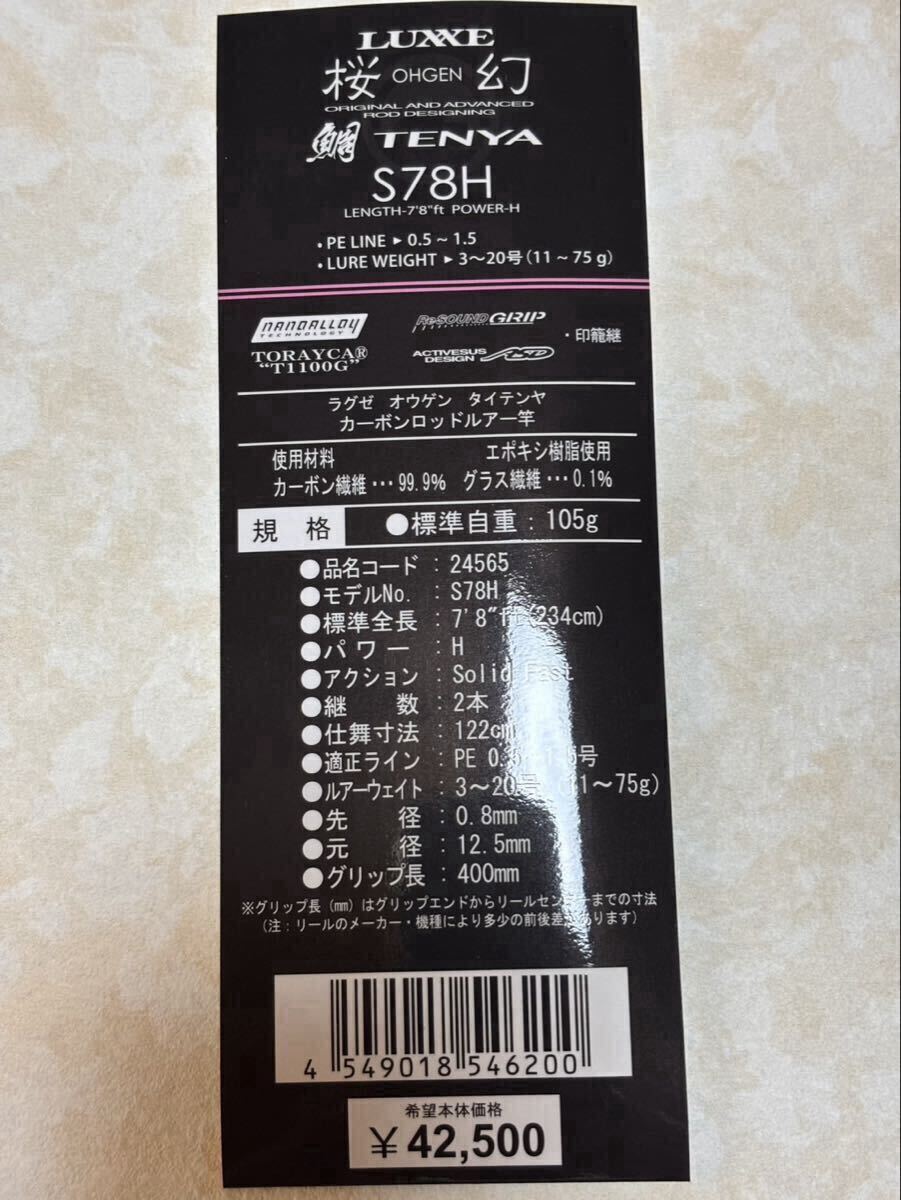 LUXXE
桜 OHGEN 幻
ORIGINAL AND ADVANCED
ROD DESIGNING
鯛 TENYA
S78H
LENGTH-7'8"ft POWER-H
・PE LINE ▶ 0.5 ~ 1.5
・LURE WEIGHT ▶ 3〜20号(11 ~ 75 g)
NANOALLOY
TECHNOLOGY
ReSOUND GRIP
・印籠継
TORAYCA®
"T1100G"
ACTIVESUS
DESIGN
ラグゼ オウゲン タイテンヤ
カーボンロッドルアー竿
使用材料 エポキシ樹脂使用
カーボン繊維…99.9% グラス繊維…0.1%
規格 ●標準自重:105g
●品名コード:24565
●モデルNo.:S78H
●標準全長:7'8"ft(234cm)
●パワー:H
●アクション:Solid Fast
●継数:2本
●仕舞寸法:122cm
●適正ライン:PE 0.5~1.5号
●ルアーウェイト:3〜20号(11〜75g)
●先径:0.8mm
●元径:12.5mm
●グリップ長:400mm
※グリップ長(mm)はグリップエンドからリールセンターまでの寸法
(注:リールのメーカー・機種により多少の前後差があります)
4 549018 546200
希望本体価格
¥42,500